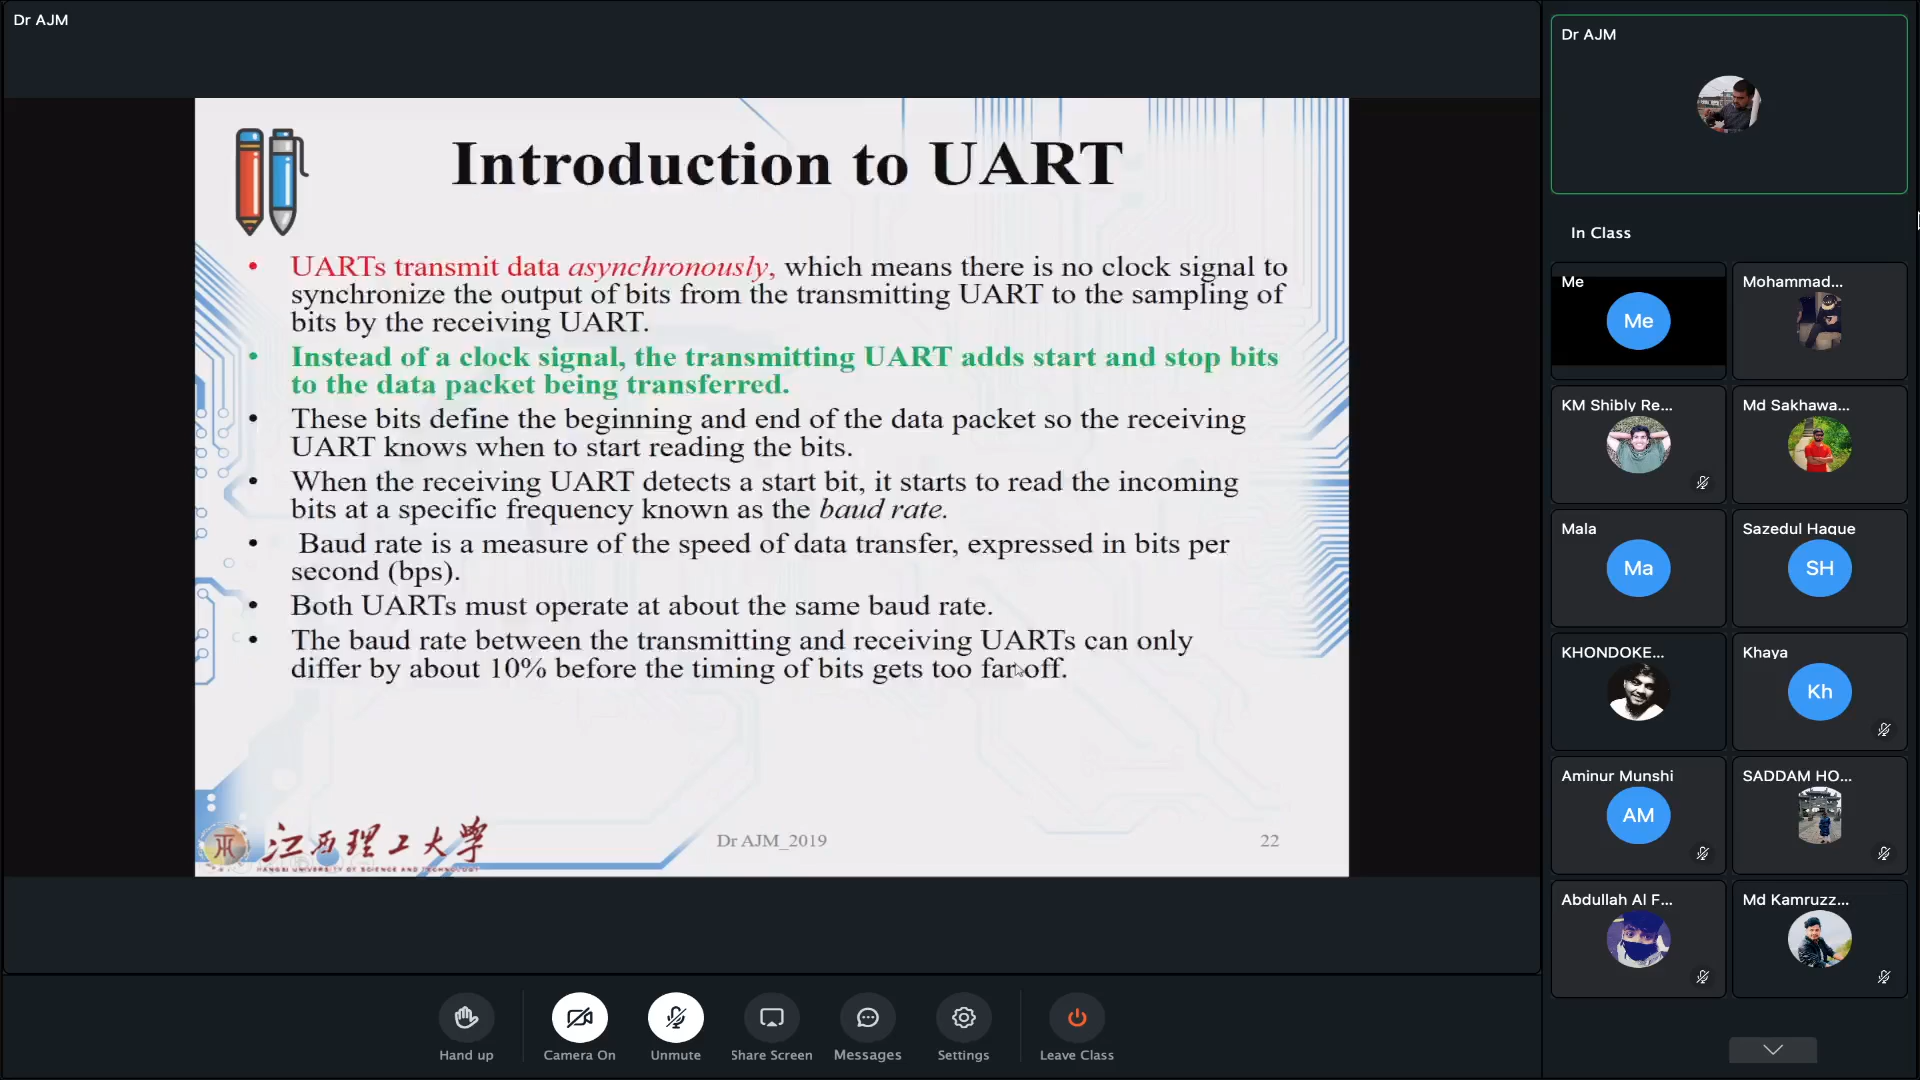 Dr AJM
Introduction to UART
• UARTs transmit data asynchronously, which means there is no clock signal to
synchronize the output of bits from the transmitting UART to the sampling of
bits by the receiving UART.
• Instead of a clock signal, the transmitting UART adds start and stop bits
to the data packet being transferred.
• These bits define the beginning and end of the data packet so the receiving
UART knows when to start reading the bits.
• When the receiving UART detects a start bit, it starts to read the incoming
bits at a specific frequency known as the baud rate.
• Baud rate is a measure of the speed of data transfer, expressed in bits per
second (bps).
• Both UARTs must operate at about the same baud rate.
• The baud rate between the transmitting and receiving UARTs can only
differ by about 10% before the timing of bits gets too far off.
江西理工大学
UNIVERSITY OF SCIENCE AND TECHNOLOGY
Dr AJM_2019
22
Dr AJM
In Class
Me
Me
Mohammad...
KM Shibly Re...
Md Sakhawa...
Mala
Ma
Sazedul Haque
SH
KHONDOKE...
Khaya
Kh
Aminur Munshi
AM
SADDAM HO...
Abdullah Al F...
Md Kamruzz...
Hand up
Camera On
Unmute
Share Screen
Messages
Settings
Leave Class